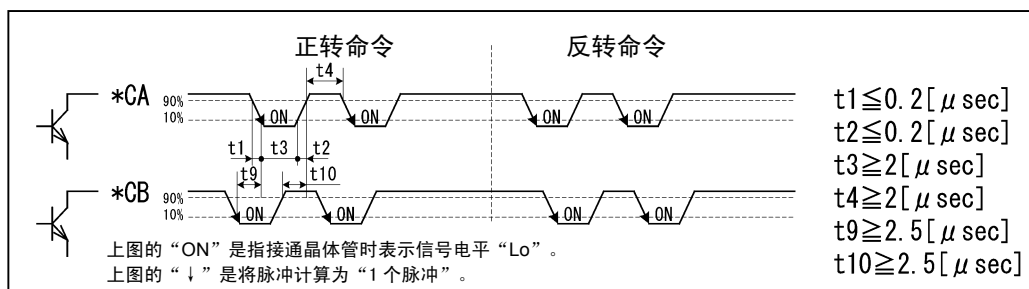 正转命令 反转命令
t4
*CA 90% 10% ON ON ON ON
t1 t3 t2
t9 t10
*CB 90% 10% ON ON ON ON
上图的“ON”是指接通晶体管时表示信号电平“Lo”。
上图的“↓”是将脉冲计算为“1个脉冲”。
t1≦0.2[μsec]
t2≦0.2[μsec]
t3≧2[μsec]
t4≧2[μsec]
t9≧2.5[μsec]
t10≧2.5[μsec]